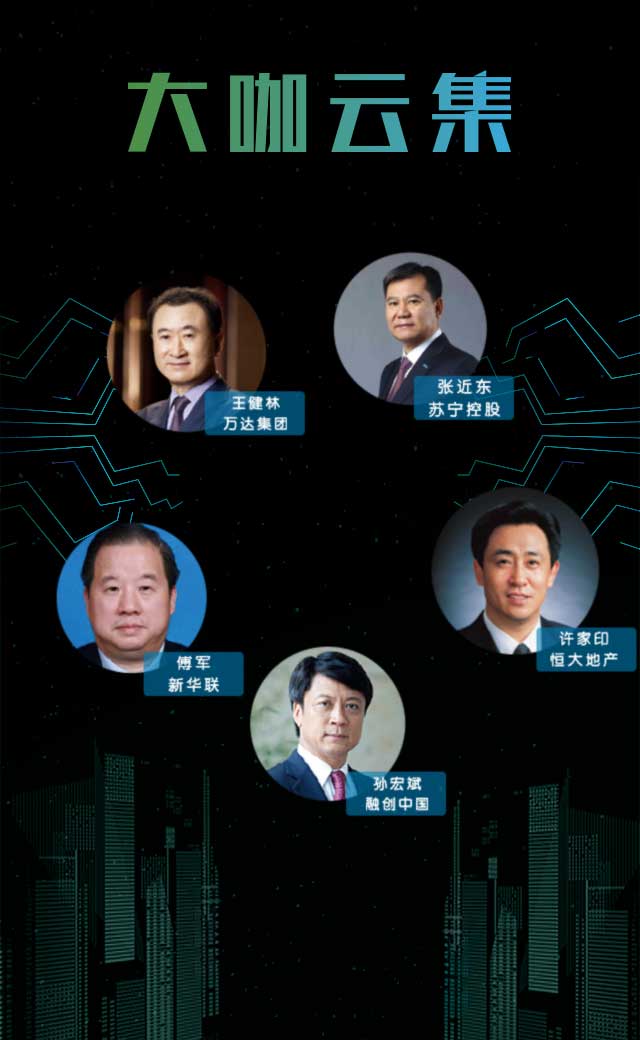 大咖云集
王健林
万达集团
张近东
苏宁控股
傅军
新华联
许家印
恒大地产
孙宏斌
融创中国